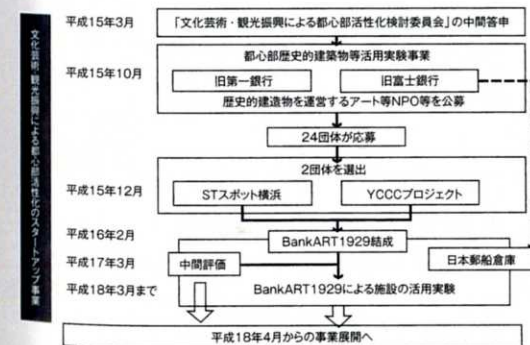 文化芸術、観光振興による都心部活性化のスタートアップ事業
平成15年3月
「文化芸術・観光振興による都心部活性化検討委員会」の中間答申
都心部歴史的建築物等活用実験事業
平成15年10月
旧第一銀行
旧富士銀行
歴史的建造物を運営するアート等NPO等を公募
24団体が応募
2団体を選出
平成15年12月
STスポット横浜
YCCCプロジェクト
平成16年2月
BankART1929結成
平成17年3月
中間評価
日本郵船倉庫
平成18年3月まで
BankART1929による施設の活用実験
平成18年4月からの事業展開へ